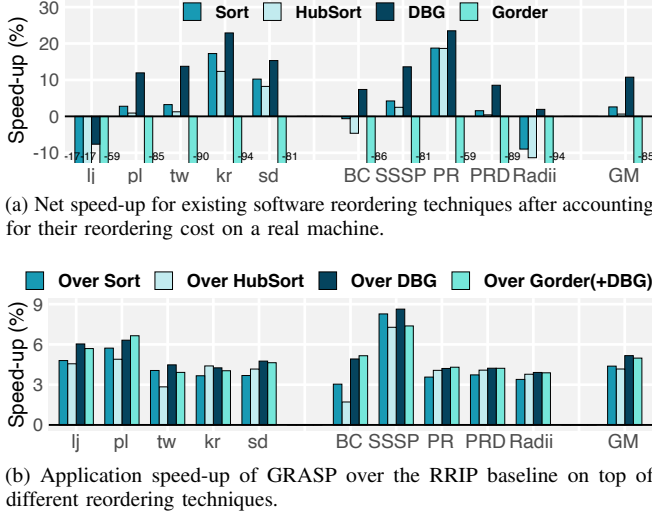 Sort HubSort DBG Gorder
Speed-up (%)
30
20
10
0
-10
-17 -17 -59 -85 -90 -94 -81 -86 -81 -59 -89 -94 -85
lj pl tw kr sd BC SSSP PR PRD Radii GM
(a) Net speed-up for existing software reordering techniques after accounting
for their reordering cost on a real machine.
Over Sort Over HubSort Over DBG Over Gorder(+DBG)
Speed-up (%)
9
6
3
0
lj pl tw kr sd BC SSSP PR PRD Radii GM
(b) Application speed-up of GRASP over the RRIP baseline on top of
different reordering techniques.